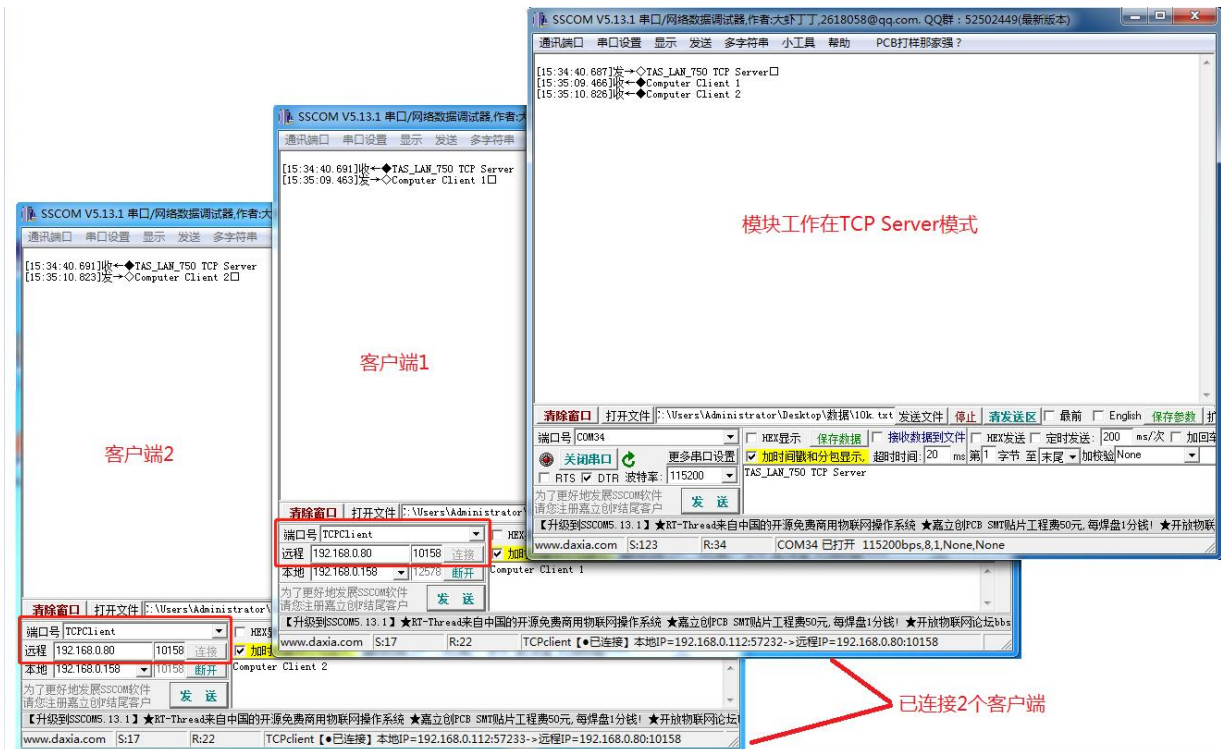 SSCOM V5.13.1 串口/网络数据调试器,作者:大虾丁丁,2618058@qq.com. QQ群：52502449(最新版本)
通讯端口 串口设置 显示 发送 多字符串 小工具 帮助 PCB打样那家强？
[15:34:40.687]发→◇TAS_LAN_750 TCP Server□
[15:35:09.466]收←◆Computer Client 1
[15:35:10.826]收←◆Computer Client 2
模块工作在TCP Server模式
清除窗口 打开文件 :\Users\Administrator\Desktop\数据\10k.txt 发送文件 停止 清发送区 最前 English 保存参数 扩
端口号 COM34 HEX显示 保存数据 接收数据到文件 HEX发送 定时发送: 200 ms/次 加回车
关闭串口 更多串口设置 加时间戳和分包显示, 超时时间: 20 ms 第1 字节 至 末尾 加校验None
RTS DTR 波特率: 115200 TAS_LAN_750 TCP Server
为了更好地发展SSCOM软件
请您注册嘉立创F结尾客户 发 送
【升级到SSCOM5.13.1】★RT-Thread来自中国的开源免费商用物联网操作系统 ★嘉立创PCB SMT贴片工程费50元,每焊盘1分钱! ★开放物联
www.daxia.com S:123 R:34 COM34 已打开 115200bps,8,1,None,None
SSCOM V5.13.1 串口/网络数据调试器,作者:大
通讯端口 串口设置 显示 发送 多字符串
[15:34:40.691]收←◆TAS_LAN_750 TCP Server
[15:35:09.463]发→◇Computer Client 1□
客户端1
清除窗口 打开文件 :\Users\Administrator
端口号 TCPClient
远程 192.168.0.80 10158 连接
本地 192.168.0.158 12578 断开 Computer Client 1
为了更好地发展SSCOM软件
请您注册嘉立创F结尾客户 发 送
【升级到SSCOM5.13.1】★RT-Thread来自中国的开源免费商用物联网操作系统 ★嘉立创PCB SMT贴片工程费50元,每焊盘1分钱! ★开放物联网论坛bbs
www.daxia.com S:17 R:22 TCPclient【●已连接】本地IP=192.168.0.112:57232->远程IP=192.168.0.80:10158
SSCOM V5.13.1 串口/网络数据调试器,作者:大
通讯端口 串口设置 显示 发送 多字符串
[15:34:40.691]收←◆TAS_LAN_750 TCP Server
[15:35:10.823]发→◇Computer Client 2□
客户端2
清除窗口 打开文件 :\Users\Administrator\
端口号 TCPClient HEX
远程 192.168.0.80 10158 连接 加时
本地 192.168.0.158 10158 断开 Computer Client 2
为了更好地发展SSCOM软件
请您注册嘉立创F结尾客户 发 送
【升级到SSCOM5.13.1】★RT-Thread来自中国的开源免费商用物联网操作系统 ★嘉立创PCB SMT贴片工程费50元,每焊盘1分钱! ★开放物联网论坛
www.daxia.com S:17 R:22 TCPclient【●已连接】本地IP=192.168.0.112:57233->远程IP=192.168.0.80:10158
已连接2个客户端